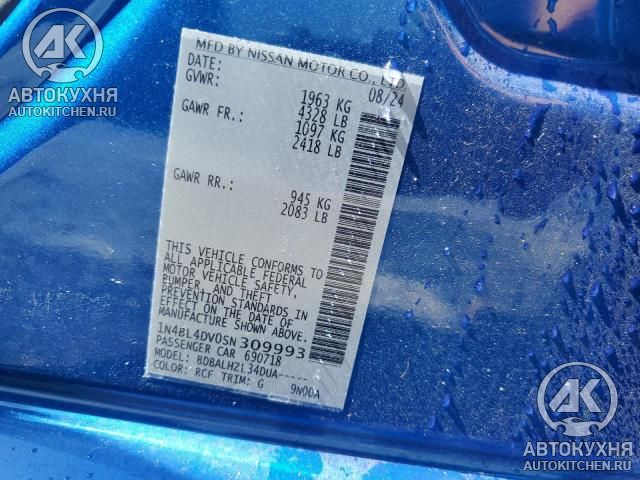 AK
АВТОКУХНЯ
AUTOKITCHEN.RU
MFD BY NISSAN MOTOR CO., LTD.
DATE: 08/24
GVWR: 1963 KG
4328 LB
GAWR FR.: 1097 KG
2418 LB
GAWR RR.: 945 KG
2083 LB
THIS VEHICLE CONFORMS TO
ALL APPLICABLE FEDERAL
MOTOR VEHICLE SAFETY,
BUMPER, AND THEFT
PREVENTION STANDARDS IN
EFFECT ON THE DATE OF
MANUFACTURE SHOWN ABOVE.
1N4BL4DV0SN309993
PASSENGER CAR 690718
MODEL: BDBALHZL34DUA--
COLOR: RCF TRIM: G 9N00A
AK
АВТОКУХНЯ
AUTOKITCHEN.RU